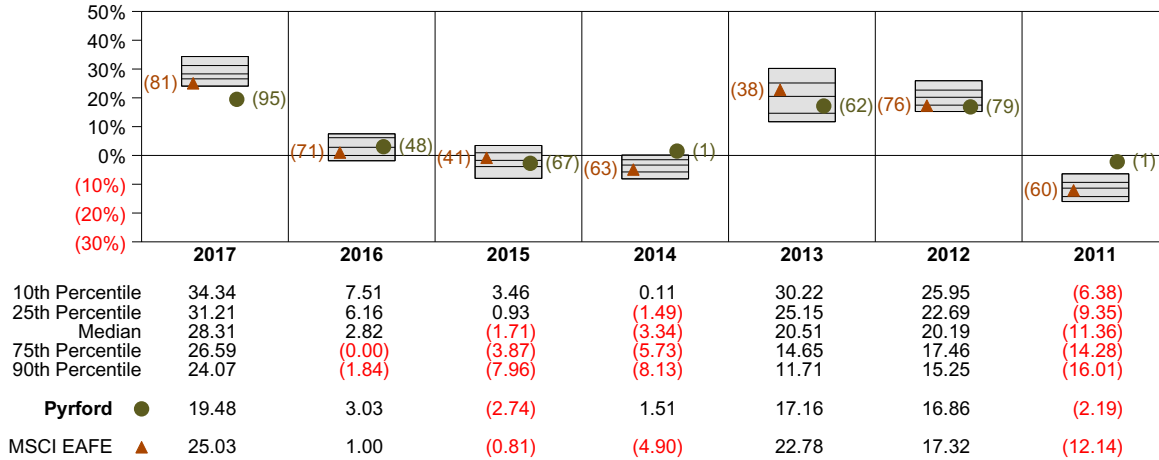 50%
40%
30%
20%
10%
0%
(10%)
(20%)
(30%)
(81) (95)
(71) (48)
(41) (67)
(63) (1)
(38) (62)
(76) (79)
(60) (1)
2017 2016 2015 2014 2013 2012 2011
10th Percentile 34.34 7.51 3.46 0.11 30.22 25.95 (6.38)
25th Percentile 31.21 6.16 0.93 (1.49) 25.15 22.69 (9.35)
Median 28.31 2.82 (1.71) (3.34) 20.51 20.19 (11.36)
75th Percentile 26.59 (0.00) (3.87) (5.73) 14.65 17.46 (14.28)
90th Percentile 24.07 (1.84) (7.96) (8.13) 11.71 15.25 (16.01)
Pyrford 19.48 3.03 (2.74) 1.51 17.16 16.86 (2.19)
MSCI EAFE 25.03 1.00 (0.81) (4.90) 22.78 17.32 (12.14)